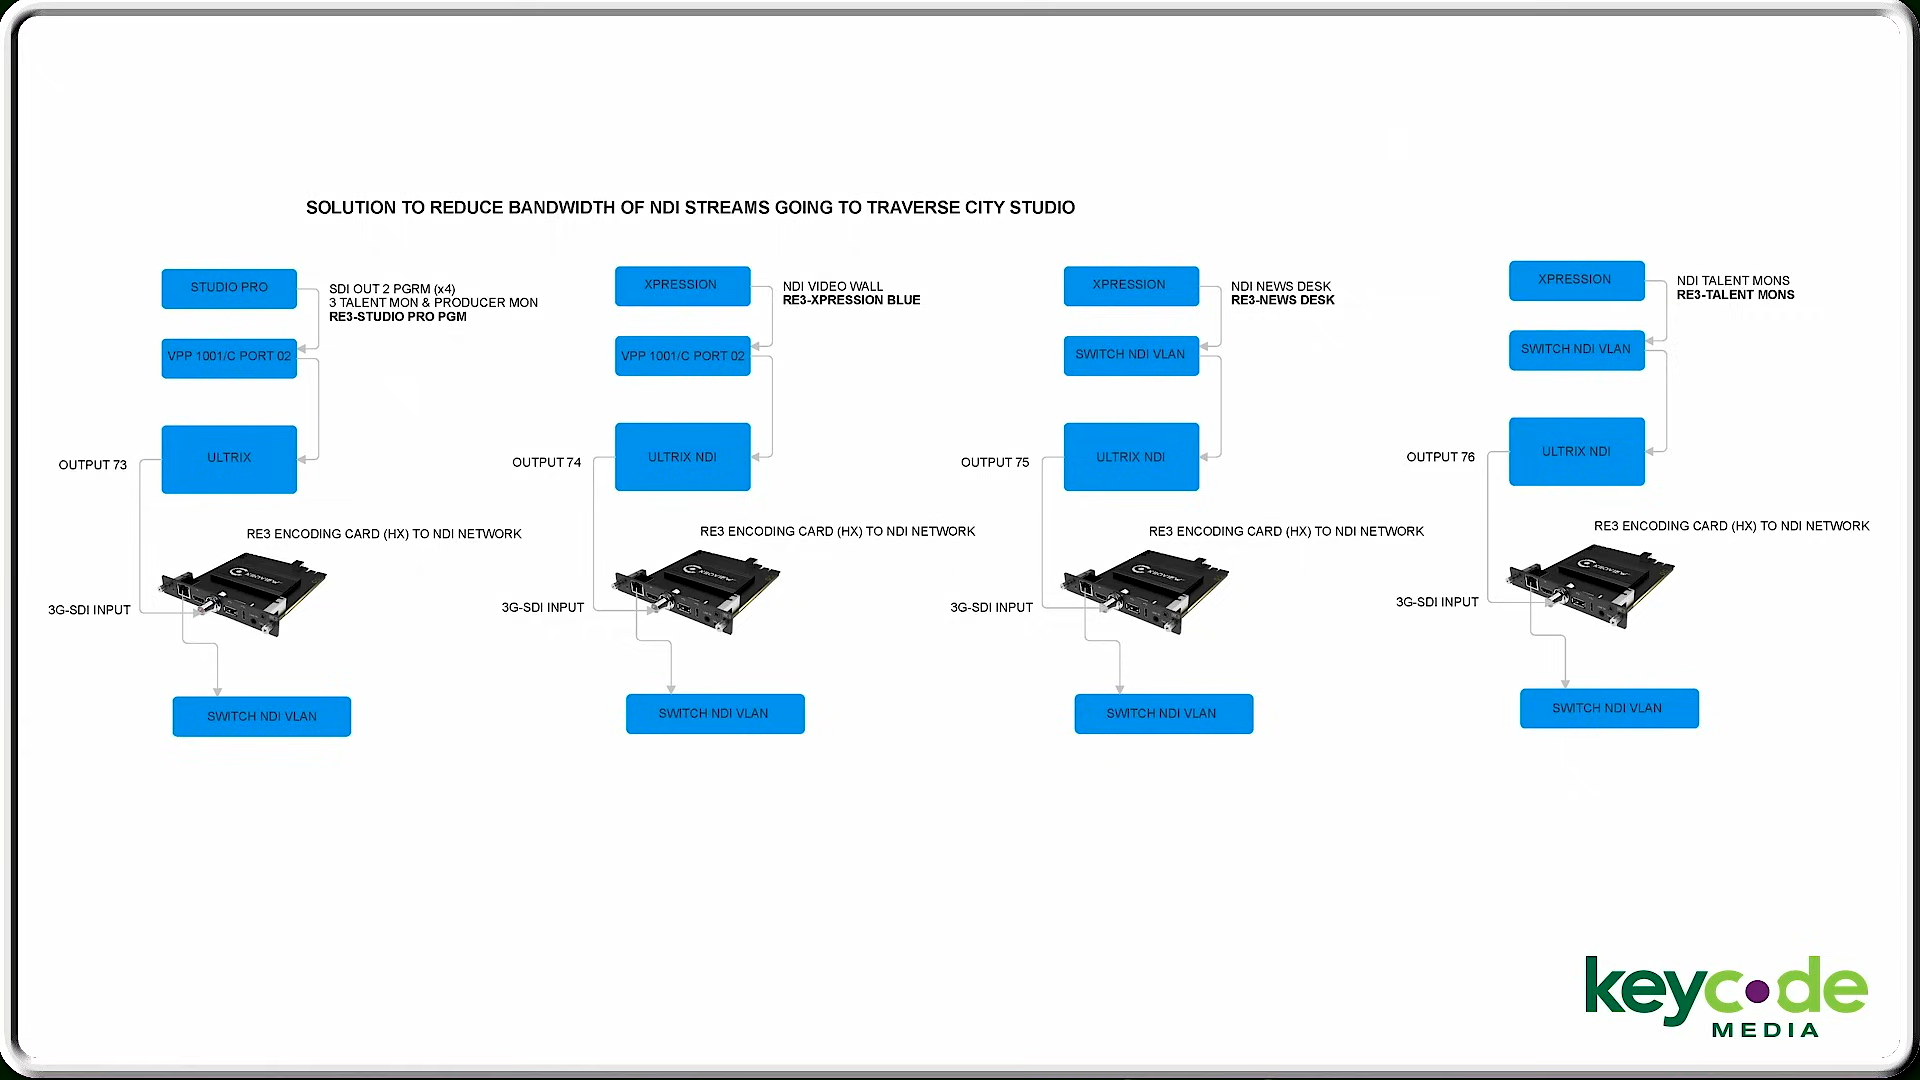 SOLUTION TO REDUCE BANDWIDTH OF NDI STREAMS GOING TO TRAVERSE CITY STUDIO
STUDIO PRO
SDI OUT 2 PGRM (x4)
3 TALENT MON & PRODUCER MON
RE3-STUDIO PRO PGM
VPP 1001/C PORT 02
ULTRIX
OUTPUT 73
RE3 ENCODING CARD (HX) TO NDI NETWORK
KILOVIEW
3G-SDI INPUT
SWITCH NDI VLAN
XPRESSION
NDI VIDEO WALL
RE3-XPRESSION BLUE
VPP 1001/C PORT 02
ULTRIX NDI
OUTPUT 74
RE3 ENCODING CARD (HX) TO NDI NETWORK
KILOVIEW
3G-SDI INPUT
SWITCH NDI VLAN
XPRESSION
NDI NEWS DESK
RE3-NEWS DESK
SWITCH NDI VLAN
ULTRIX NDI
OUTPUT 75
RE3 ENCODING CARD (HX) TO NDI NETWORK
KILOVIEW
3G-SDI INPUT
SWITCH NDI VLAN
XPRESSION
NDI TALENT MONS
RE3-TALENT MONS
SWITCH NDI VLAN
ULTRIX NDI
OUTPUT 76
RE3 ENCODING CARD (HX) TO NDI NETWORK
KILOVIEW
3G-SDI INPUT
SWITCH NDI VLAN
keycode
MEDIA